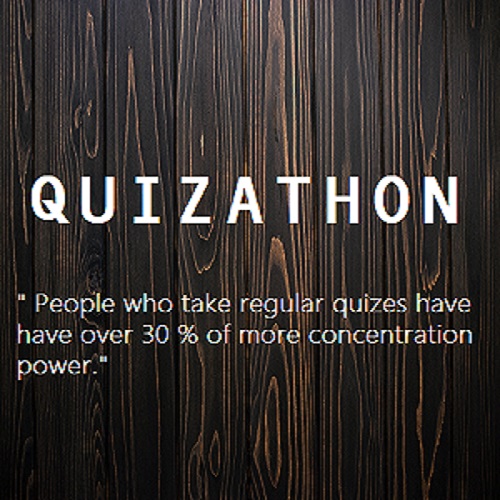 QUIZATHON
" People who take regular quizes have
have over 30 % of more concentration
power."